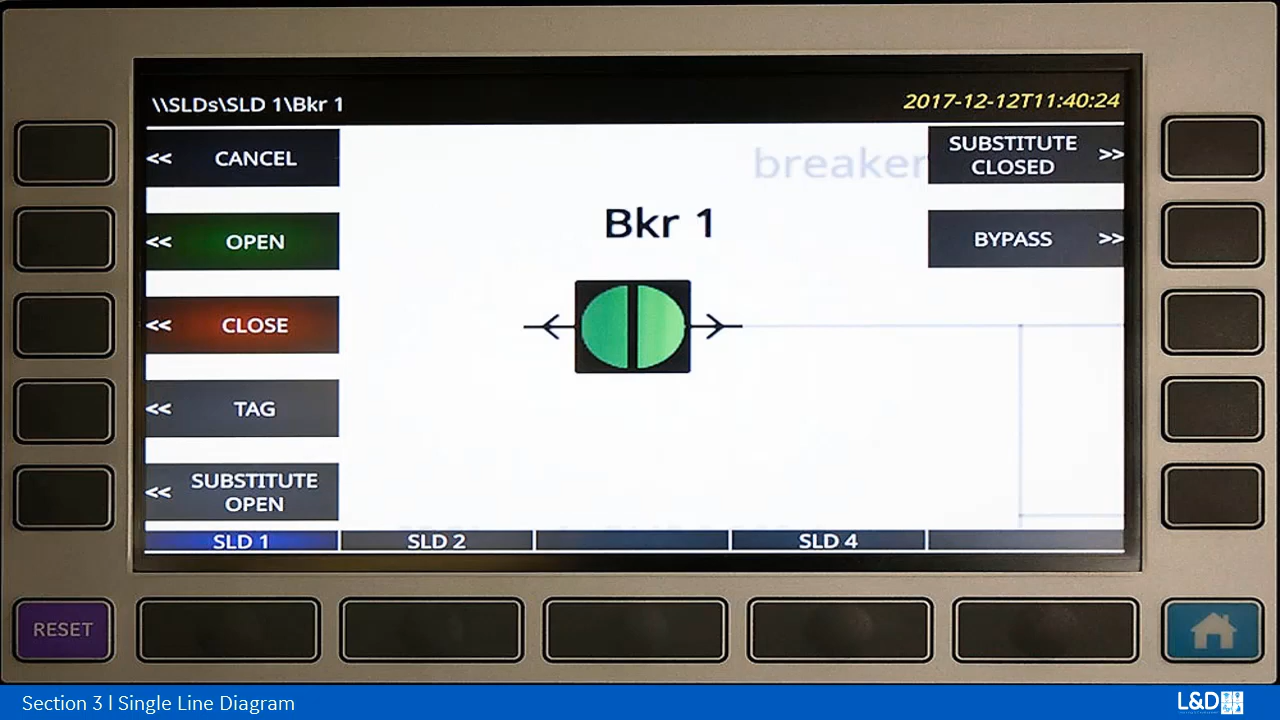 \\SLDs\SLD 1\Bkr 1
2017-12-12T11:40:24
<< CANCEL
<< OPEN
<< CLOSE
<< TAG
<< SUBSTITUTE
OPEN
breaker
SUBSTITUTE
CLOSED >>
BYPASS >>
Bkr 1
SLD 1
SLD 2
SLD 4
RESET
Section 3 | Single Line Diagram
L&D